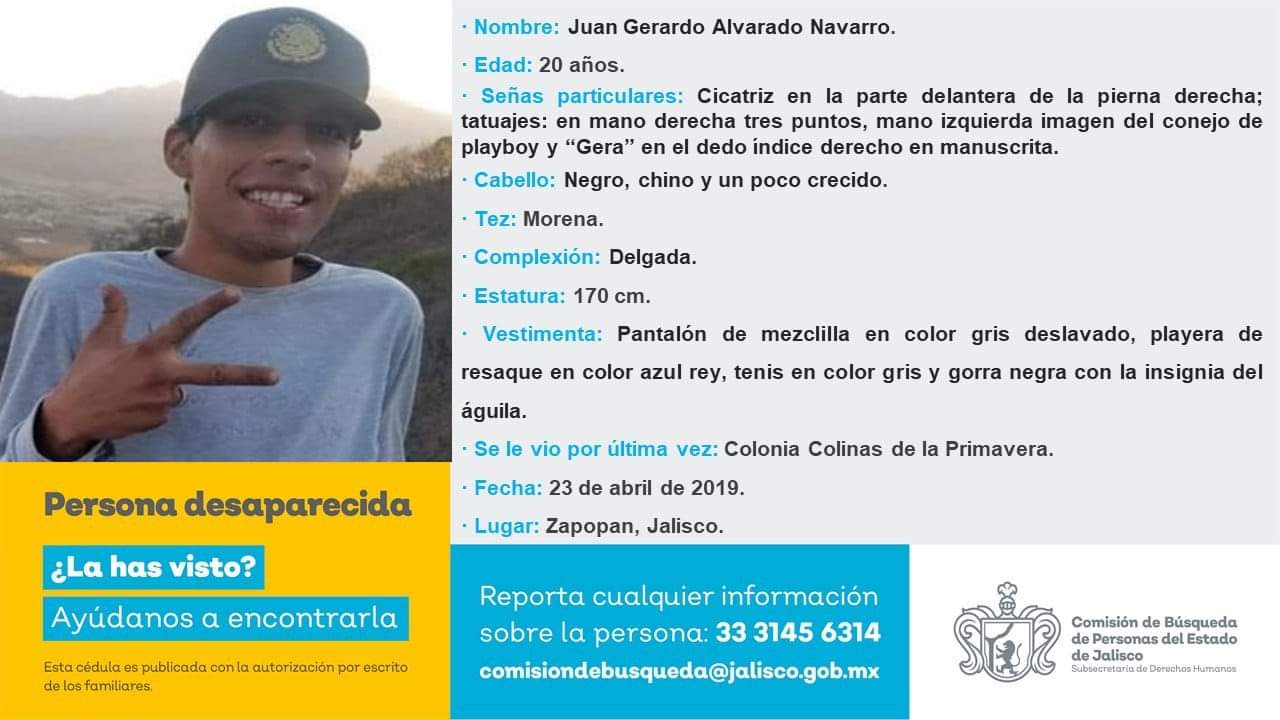 · Nombre: Juan Gerardo Alvarado Navarro.
· Edad: 20 años.
· Señas particulares: Cicatriz en la parte delantera de la pierna derecha;
tatuajes: en mano derecha tres puntos, mano izquierda imagen del conejo de
playboy y “Gera” en el dedo índice derecho en manuscrita.
· Cabello: Negro, chino y un poco crecido.
· Tez: Morena.
· Complexión: Delgada.
· Estatura: 170 cm.
· Vestimenta: Pantalón de mezclilla en color gris deslavado, playera de
resaque en color azul rey, tenis en color gris y gorra negra con la insignia del
águila.
· Se le vio por última vez: Colonia Colinas de la Primavera.
· Fecha: 23 de abril de 2019.
· Lugar: Zapopan, Jalisco.
Persona desaparecida
¿La has visto?
Ayúdanos a encontrarla
Esta cédula es publicada con la autorización por escrito
de los familiares.
Reporta cualquier información
sobre la persona: 33 3145 6314
comisiondebusqueda@jalisco.gob.mx
Comisión de Búsqueda
de Personas del Estado
de Jalisco
Subsecretaría de Derechos Humanos